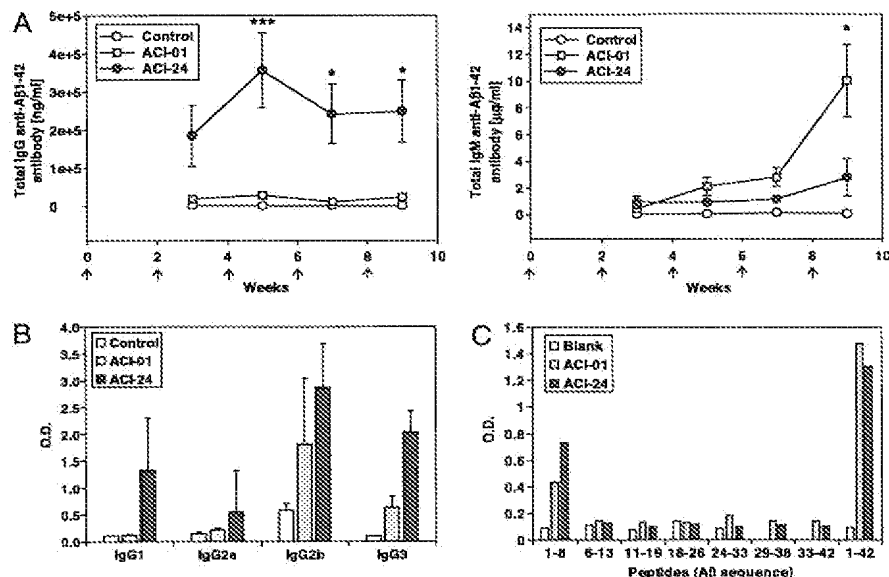 A
Total IgG anti-Aβ1-42
antibody [ng/ml]
5e+5
4e+5
3e+5
2e+5
1e+5
0
Control
ACI-01
ACI-24
***
*
*
0 2 4 6 8 10
Weeks
Total IgM anti-Aβ1-42
antibody [µg/ml]
14
12
10
8
6
4
2
0
Control
ACI-01
ACI-24
*
0 2 4 6 8 10
Weeks
B
O.D.
4.0
3.5
3.0
2.5
2.0
1.5
1.0
0.5
0.0
Control
ACI-01
ACI-24
IgG1 IgG2a IgG2b IgG3
C
O.D.
1.6
1.4
1.2
1
0.8
0.6
0.4
0.2
0
Blank
ACI-01
ACI-24
1-8 6-13 11-19 18-26 24-33 29-38 33-42 1-42
Peptides (Aβ sequence)